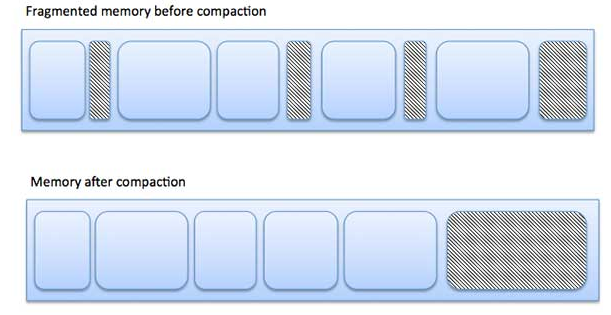 Fragmented memory before compaction
Memory after compaction